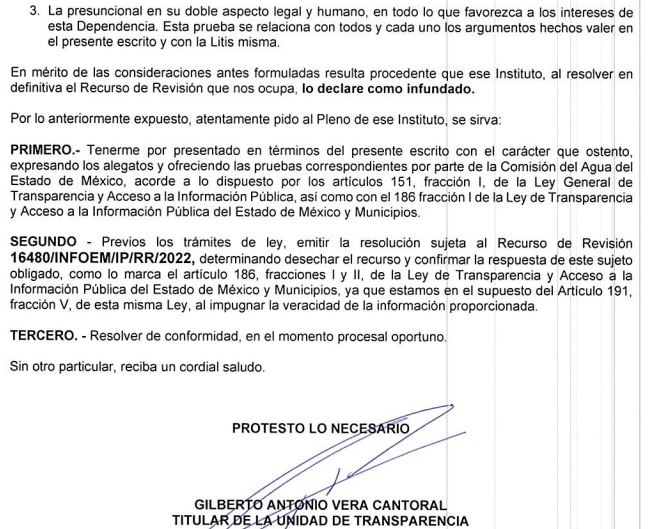 3. La presuncional en su doble aspecto legal y humano, en todo lo que favorezca a los intereses de
esta Dependencia. Esta prueba se relaciona con todos y cada uno los argumentos hechos valer en
el presente escrito y con la Litis misma.
En mérito de las consideraciones antes formuladas resulta procedente que ese Instituto, al resolver en
definitiva el Recurso de Revisión que nos ocupa, lo declare como infundado.
Por lo anteriormente expuesto, atentamente pido al Pleno de ese Instituto, se sirva:
PRIMERO.- Tenerme por presentado en términos del presente escrito con el carácter que ostento,
expresando los alegatos y ofreciendo las pruebas correspondientes por parte de la Comisión del Agua del
Estado de México, acorde a lo dispuesto por los artículos 151, fracción I, de la Ley General de
Transparencia y Acceso a la Información Pública, así como con el 186 fracción I de la Ley de Transparencia
y Acceso a la Información Pública del Estado de México y Municipios.
SEGUNDO - Previos los trámites de ley, emitir la resolución sujeta al Recurso de Revisión
16480/INFOEM/IP/RR/2022, determinando desechar el recurso y confirmar la respuesta de este sujeto
obligado, como lo marca el artículo 186, fracciones I y II, de la Ley de Transparencia y Acceso a la
Información Pública del Estado de México y Municipios, ya que estamos en el supuesto del Artículo 191,
fracción V, de esta misma Ley, al impugnar la veracidad de la información proporcionada.
TERCERO. - Resolver de conformidad, en el momento procesal oportuno.
Sin otro particular, reciba un cordial saludo.
PROTESTO LO NECESARIO
GILBERTO ANTONIO VERA CANTORAL
TITULAR DE LA UNIDAD DE TRANSPARENCIA